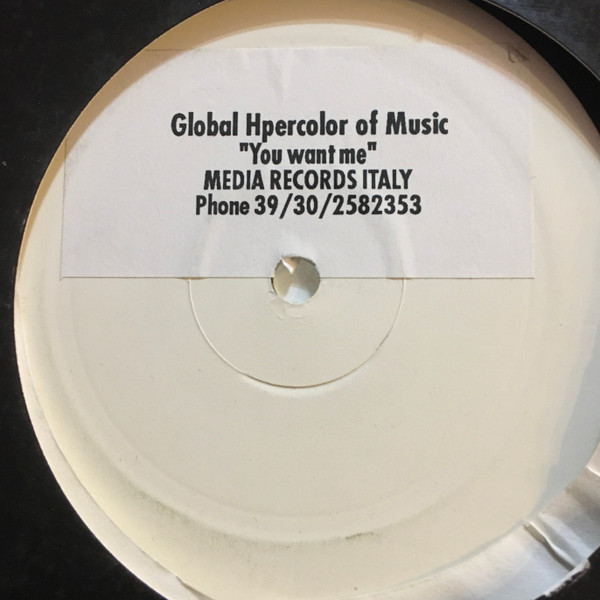 Global Hpercolor of Music
"You want me"
MEDIA RECORDS ITALY
Phone 39/30/2582353